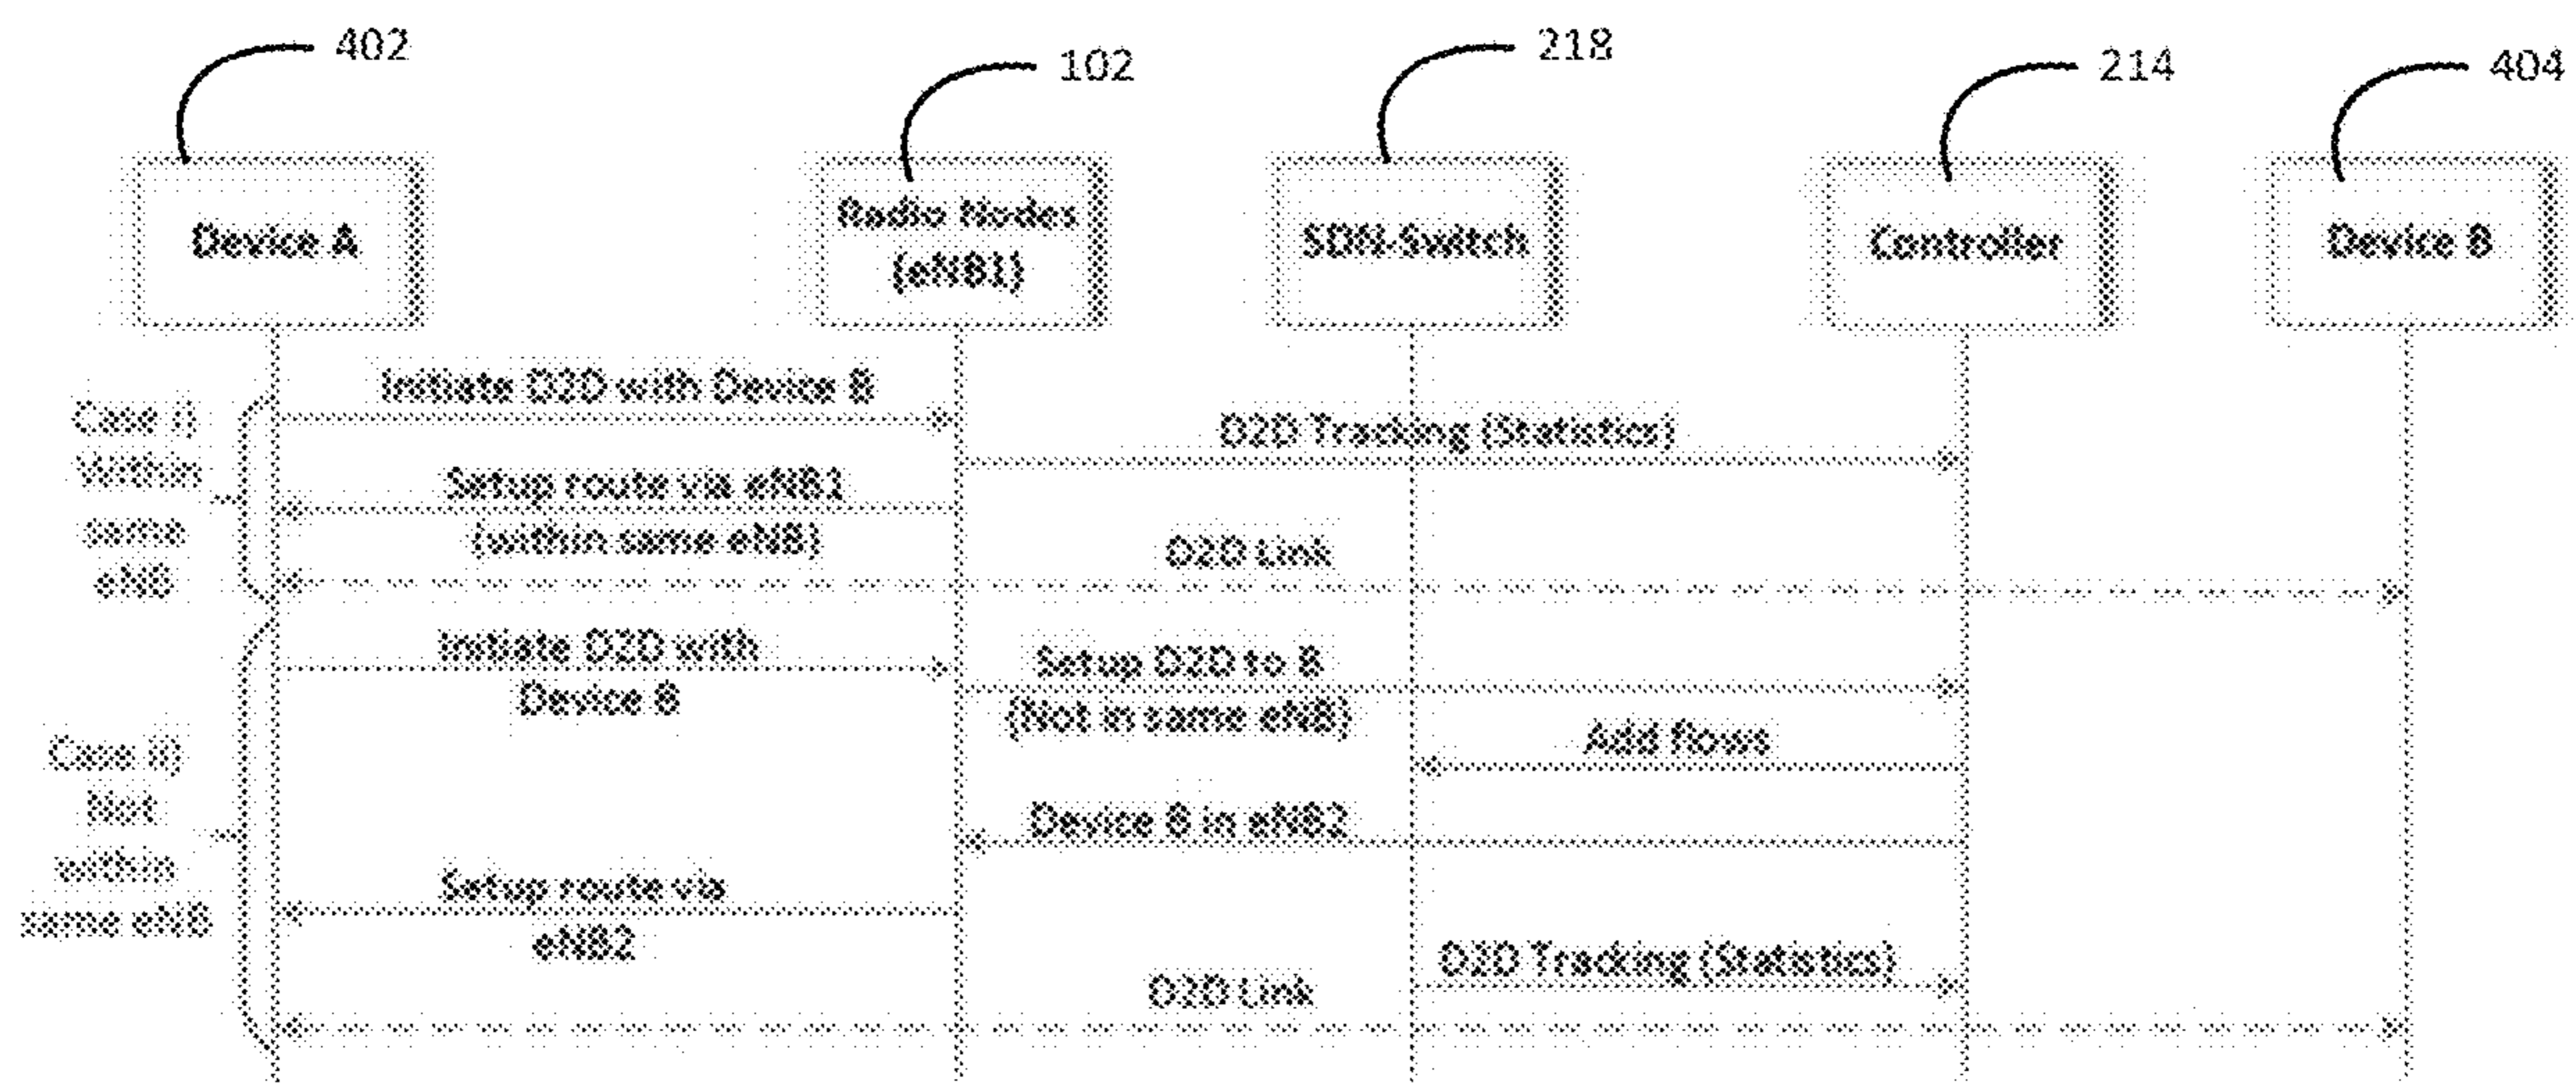 402
102
218
214
404
Device A
Radio Nodes
(eNB1)
SDN-Switch
Controller
Device B
Initiate D2D with Device B
Case i)
Within
same
eNB
D2D Tracking (Statistics)
Setup route via eNB1
(within same eNB)
D2D Link
Initiate D2D with
Device B
Setup D2D to B
(Not in same eNB)
Add flows
Case ii)
Not
within
same eNB
Device B in eNB2
Setup route via
eNB2
D2D Tracking (Statistics)
D2D Link